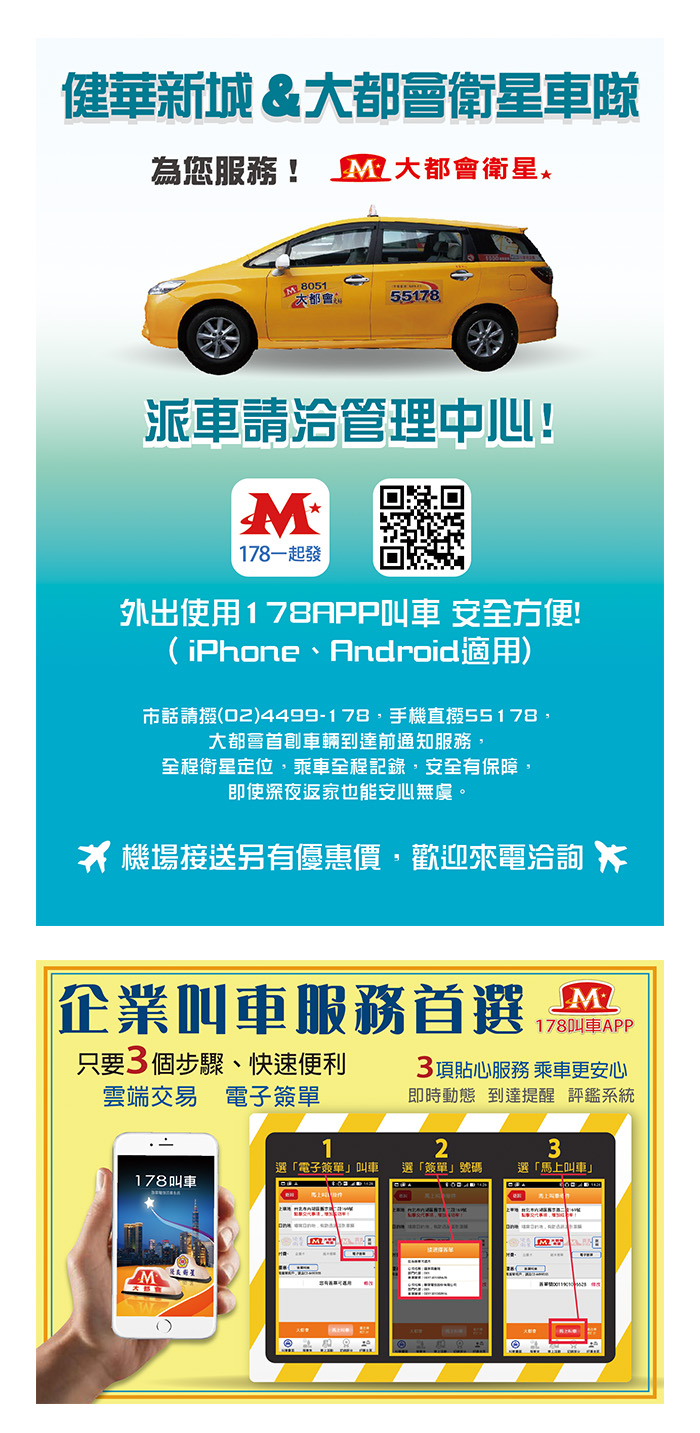 健華新城&大都會衛星車隊
為您服務! M 大都會衛星
M 8051
大都會
55178
派車請洽管理中心!
M
178一起發
外出使用178APP叫車 安全方便!
(iPhone、Android適用)
市話請撥(02)4499-178,手機直撥55178,
大都會首創車輛到達前通知服務,
全程衛星定位,乘車全程記錄,安全有保障,
即使深夜返家也能安心無虞。
機場接送另有優惠價,歡迎來電洽詢
企業叫車服務首選
M
178叫車APP
只要3個步驟、快速便利
雲端交易 電子簽單
3項貼心服務 乘車更安心
即時動態 到達提醒 評鑑系統
1
選「電子簽單」叫車
2
選「簽單」號碼
3
選「馬上叫車」
178叫車
M
大都會